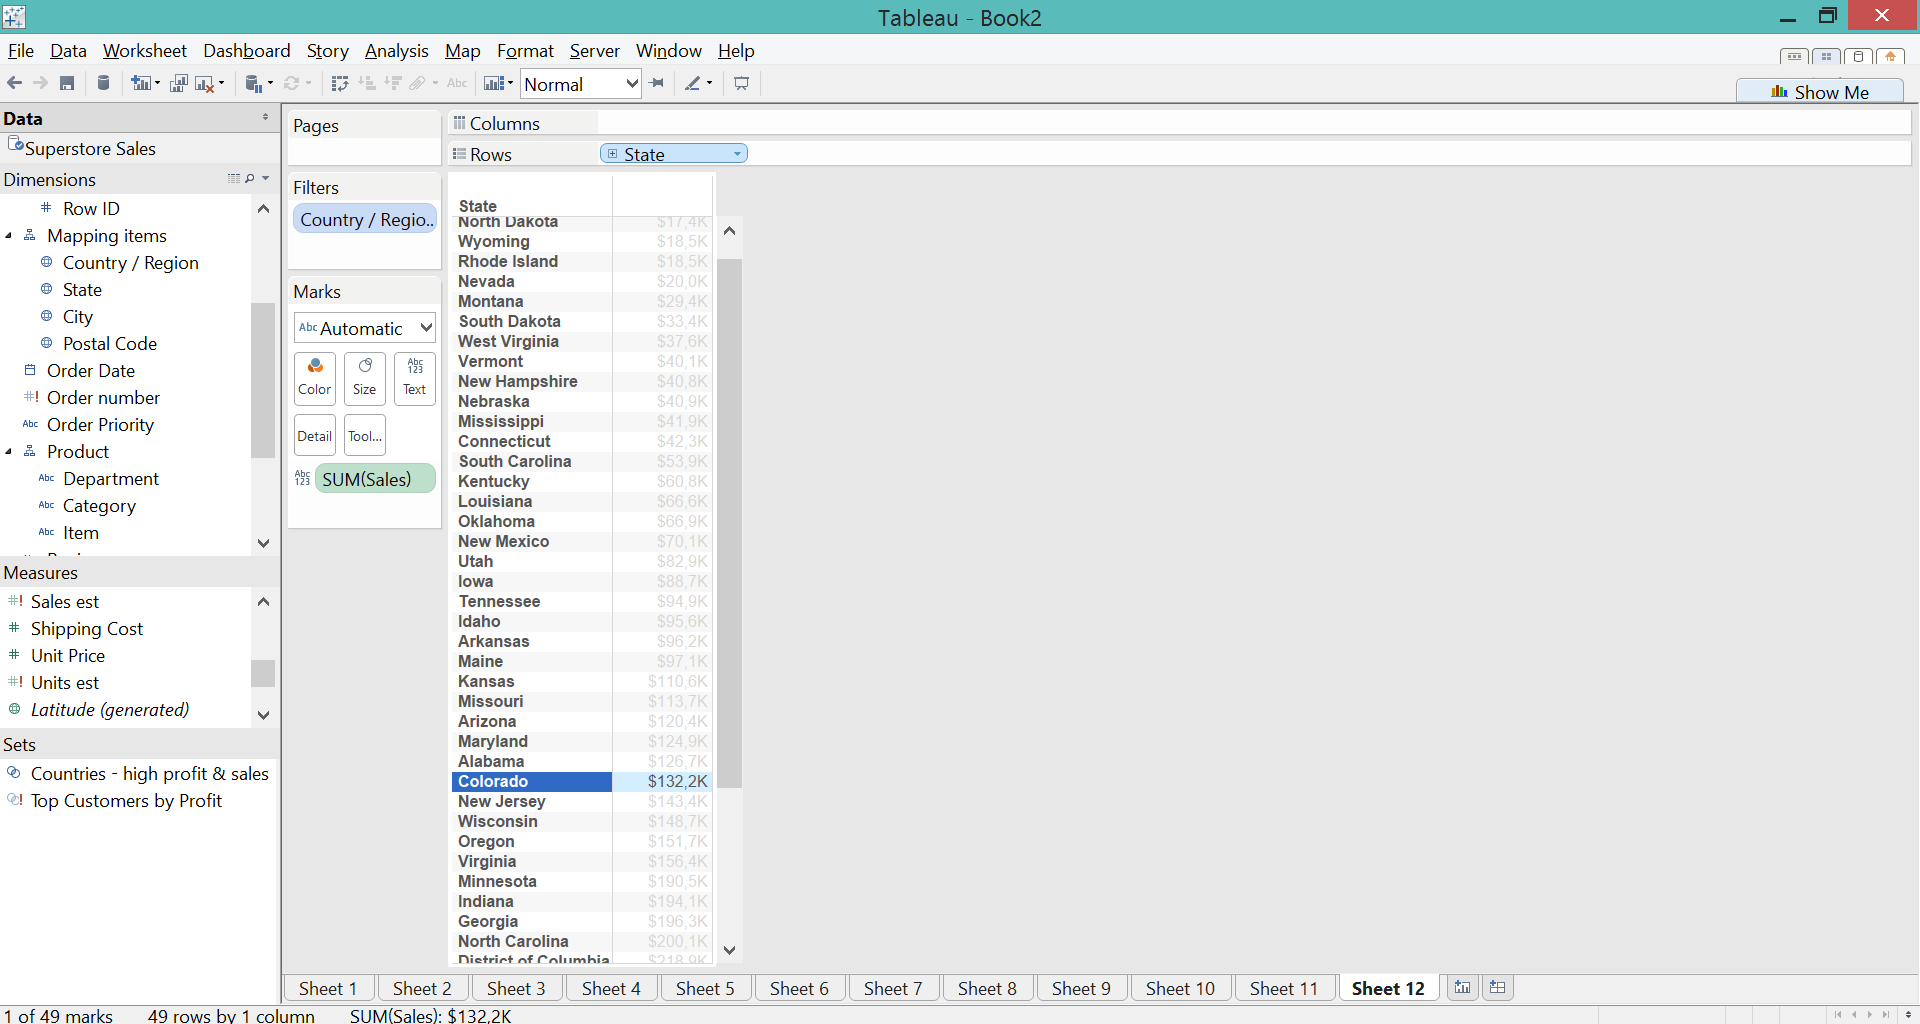 Tableau - Book2
File Data Worksheet Dashboard Story Analysis Map Format Server Window Help
Abc Normal
Show Me
Data
Superstore Sales
Dimensions
Row ID
Mapping items
Country / Region
State
City
Postal Code
Order Date
Order number
Abc Order Priority
Product
Abc Department
Abc Category
Abc Item
Measures
Sales est
Shipping Cost
Unit Price
Units est
Latitude (generated)
Sets
Countries - high profit & sales
Top Customers by Profit
Pages
Filters
Country / Regio..
Marks
Abc Automatic
Color Size Abc 123 Text
Detail Tool...
Abc 123 SUM(Sales)
Columns
Rows State
State
North Dakota $17,4K
Wyoming $18,5K
Rhode Island $18,5K
Nevada $20,0K
Montana $29,4K
South Dakota $33,4K
West Virginia $37,6K
Vermont $40,1K
New Hampshire $40,8K
Nebraska $40,9K
Mississippi $41,9K
Connecticut $42,3K
South Carolina $53,9K
Kentucky $60,8K
Louisiana $66,6K
Oklahoma $66,9K
New Mexico $70,1K
Utah $82,9K
Iowa $88,7K
Tennessee $94,9K
Idaho $95,6K
Arkansas $96,2K
Maine $97,1K
Kansas $110,6K
Missouri $113,7K
Arizona $120,4K
Maryland $124,9K
Alabama $126,7K
Colorado $132,2K
New Jersey $143,4K
Wisconsin $148,7K
Oregon $151,7K
Virginia $156,4K
Minnesota $190,5K
Indiana $194,1K
Georgia $196,3K
North Carolina $200,1K
District of Columbia $218,9K
Sheet 1 Sheet 2 Sheet 3 Sheet 4 Sheet 5 Sheet 6 Sheet 7 Sheet 8 Sheet 9 Sheet 10 Sheet 11 Sheet 12
1 of 49 marks 49 rows by 1 column SUM(Sales): $132,2K